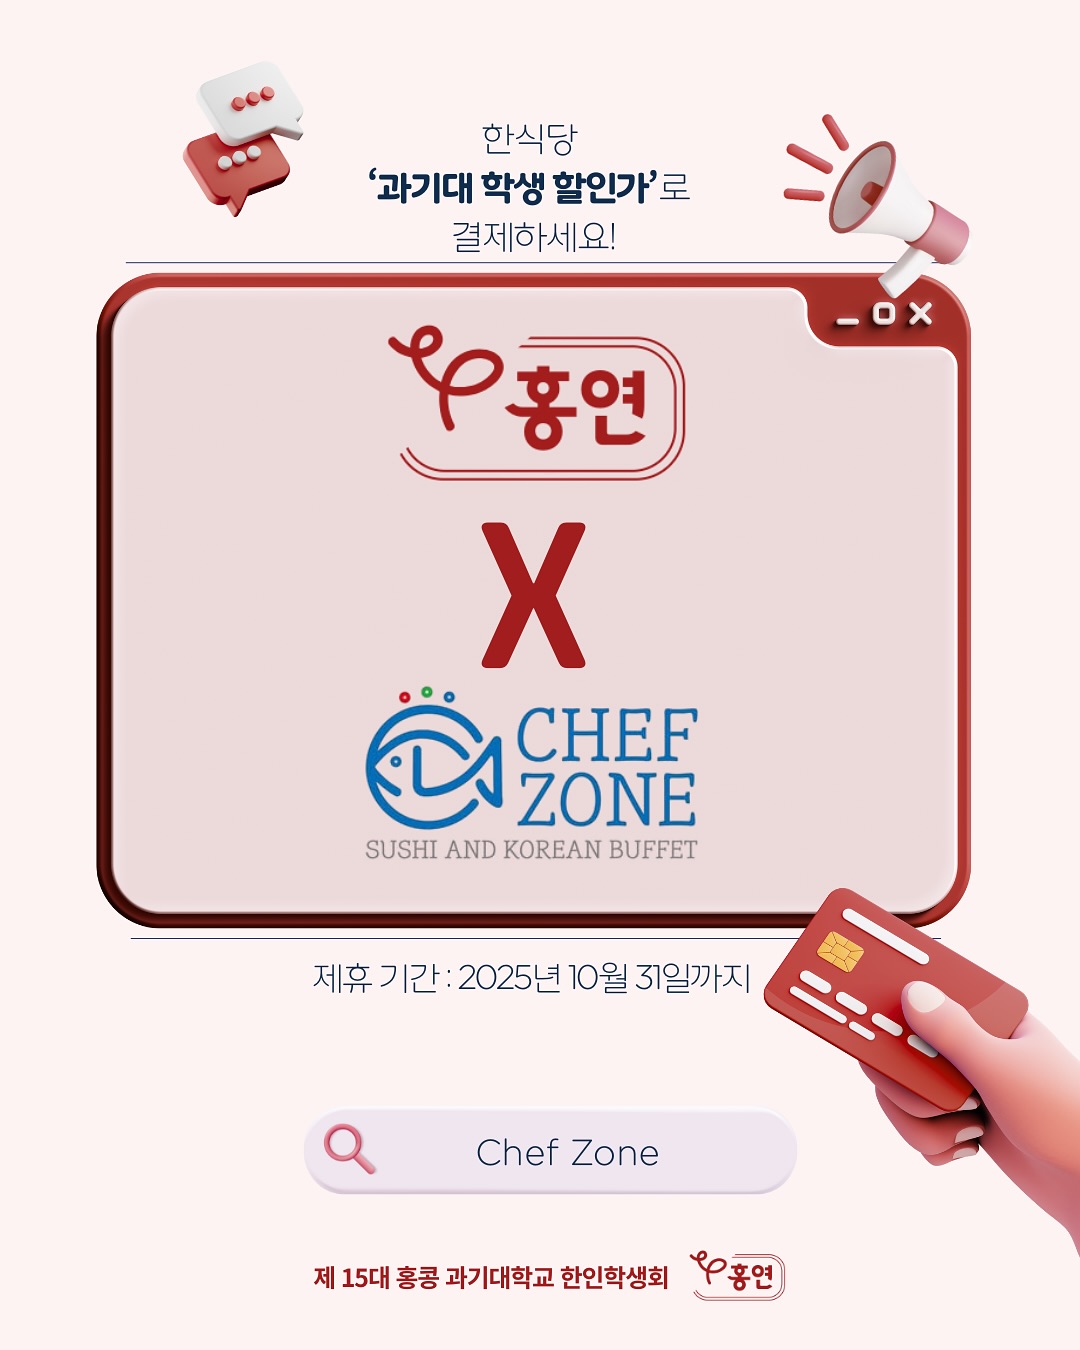 한식당
‘과기대 학생 할인가’로
결제하세요!
홍연
X
CHEF
ZONE
SUSHI AND KOREAN BUFFET
제휴 기간 : 2025년 10월 31일까지
Chef Zone
제 15대 홍콩 과기대학교 한인학생회
홍연